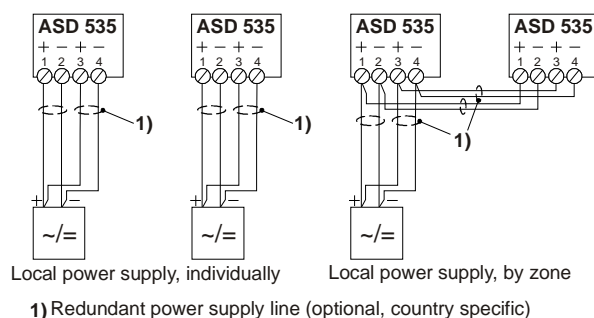 ASD 535 ASD 535 ASD 535 ASD 535
+ − + − + − + − + − + − + − + −
1 2 3 4 1 2 3 4 1 2 3 4 1 2 3 4
1) 1) 1)
+ − + − + −
~/= ~/= ~/=
Local power supply, individually Local power supply, by zone
1) Redundant power supply line (optional, country specific)